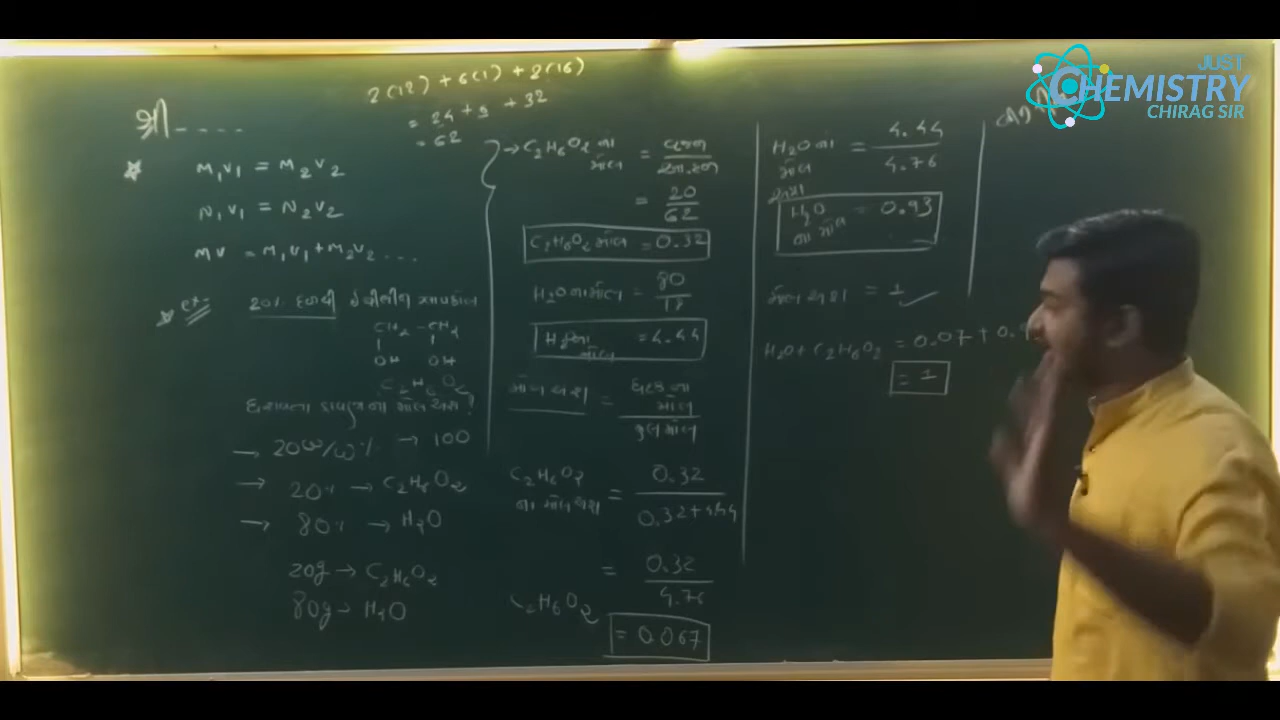 JUST
CHEMISTRY
CHIRAG SIR
2(12) + 6(1) + 2(16)
= 24 + 6 + 32
= 62
શ્રી....
M₁V₁ = M₂V₂
N₁V₁ = N₂V₂
MV = M₁V₁ + M₂V₂ ...
ex:-
20% દળથી ઈથીલીન ગ્લાયકોલ
CH₂ - CH₂
OH OH
C₂H₆O₂
→ 20 w/w% → 100
→ 20% → C₂H₆O₂
→ 80% → H₂O
20g → C₂H₆O₂
80g → H₂O
→ C₂H₆O₂ ના મોલ = વજન / આ.દળ
= 20 / 62
C₂H₆O₂ મોલ = 0.32
H₂O ના મોલ = 80 / 18
H₂O ના મોલ = 4.44
મોલ અંશ = ઘટક ના મોલ / કુલ મોલ
C₂H₆O₂ ના મોલ અંશ = 0.32 / 0.32 + 4.44
= 0.32 / 4.76
C₂H₆O₂ = 0.067
H₂O ના મોલ અંશ = 4.44 / 4.76
H₂O ના મોલ = 0.93
મોલ અંશ = 1 ✓
H₂O + C₂H₆O₂ = 0.07 + 0.
= 1